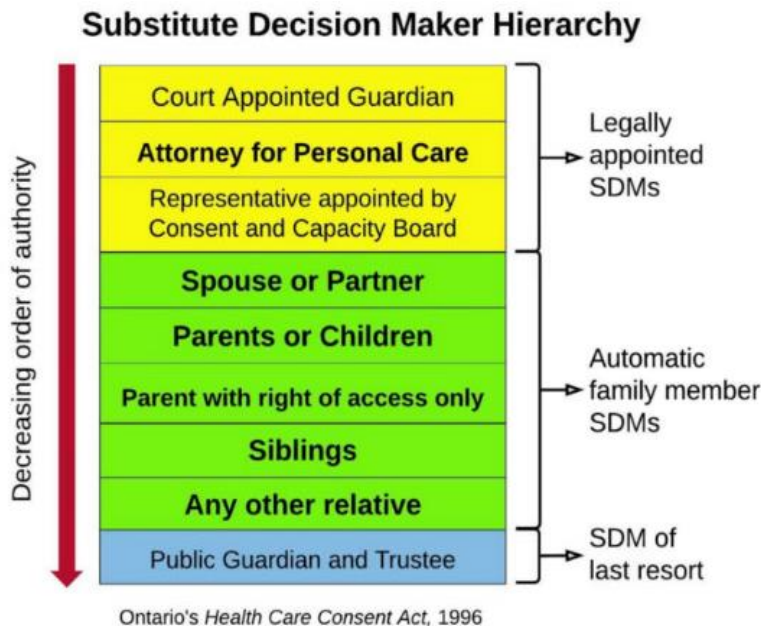 Substitute Decision Maker Hierarchy
Decreasing order of authority
Court Appointed Guardian
Attorney for Personal Care
Representative appointed by
Consent and Capacity Board
Legally
appointed
SDMs
Spouse or Partner
Parents or Children
Parent with right of access only
Siblings
Any other relative
Automatic
family member
SDMs
Public Guardian and Trustee
SDM of
last resort
Ontario's Health Care Consent Act, 1996